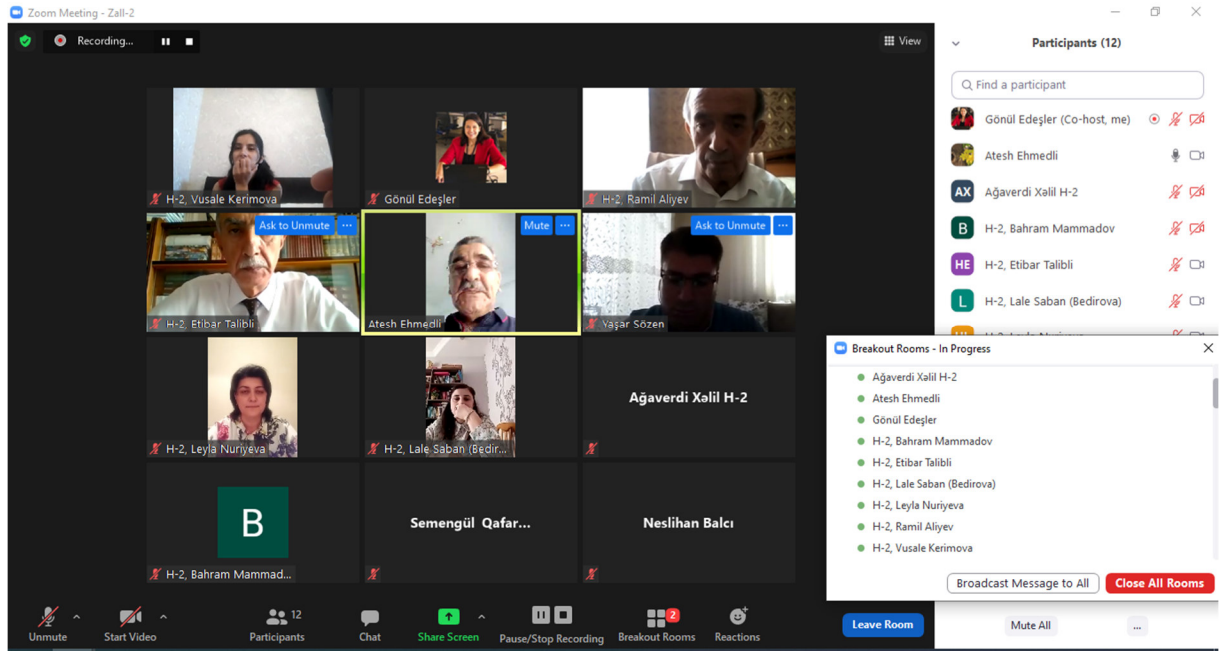 Zoom Meeting - Zall-2
Recording...
View
H-2, Vusale Kerimova
Gönül Edeşler
H-2, Ramil Aliyev
Ask to Unmute ...
Mute ...
Ask to Unmute ...
H-2, Etibar Talibli
Atesh Ehmedli
Yaşar Sözen
Ağaverdi Xəlil H-2
H-2, Leyla Nuriyeva
H-2, Lale Saban (Bedir...
B
Semengül Qafar...
Neslihan Balcı
H-2, Bahram Mammad...
Unmute
Start Video
12
Participants
Chat
Share Screen
Pause/Stop Recording
2
Breakout Rooms
Reactions
Leave Room
Participants (12)
Find a participant
Gönül Edeşler (Co-host, me)
Atesh Ehmedli
AX Ağaverdi Xəlil H-2
B H-2, Bahram Mammadov
HE H-2, Etibar Talibli
L H-2, Lale Saban (Bedirova)
Breakout Rooms - In Progress
Ağaverdi Xəlil H-2
Atesh Ehmedli
Gönül Edeşler
H-2, Bahram Mammadov
H-2, Etibar Talibli
H-2, Lale Saban (Bedirova)
H-2, Leyla Nuriyeva
H-2, Ramil Aliyev
H-2, Vusale Kerimova
Broadcast Message to All
Close All Rooms
Mute All
...